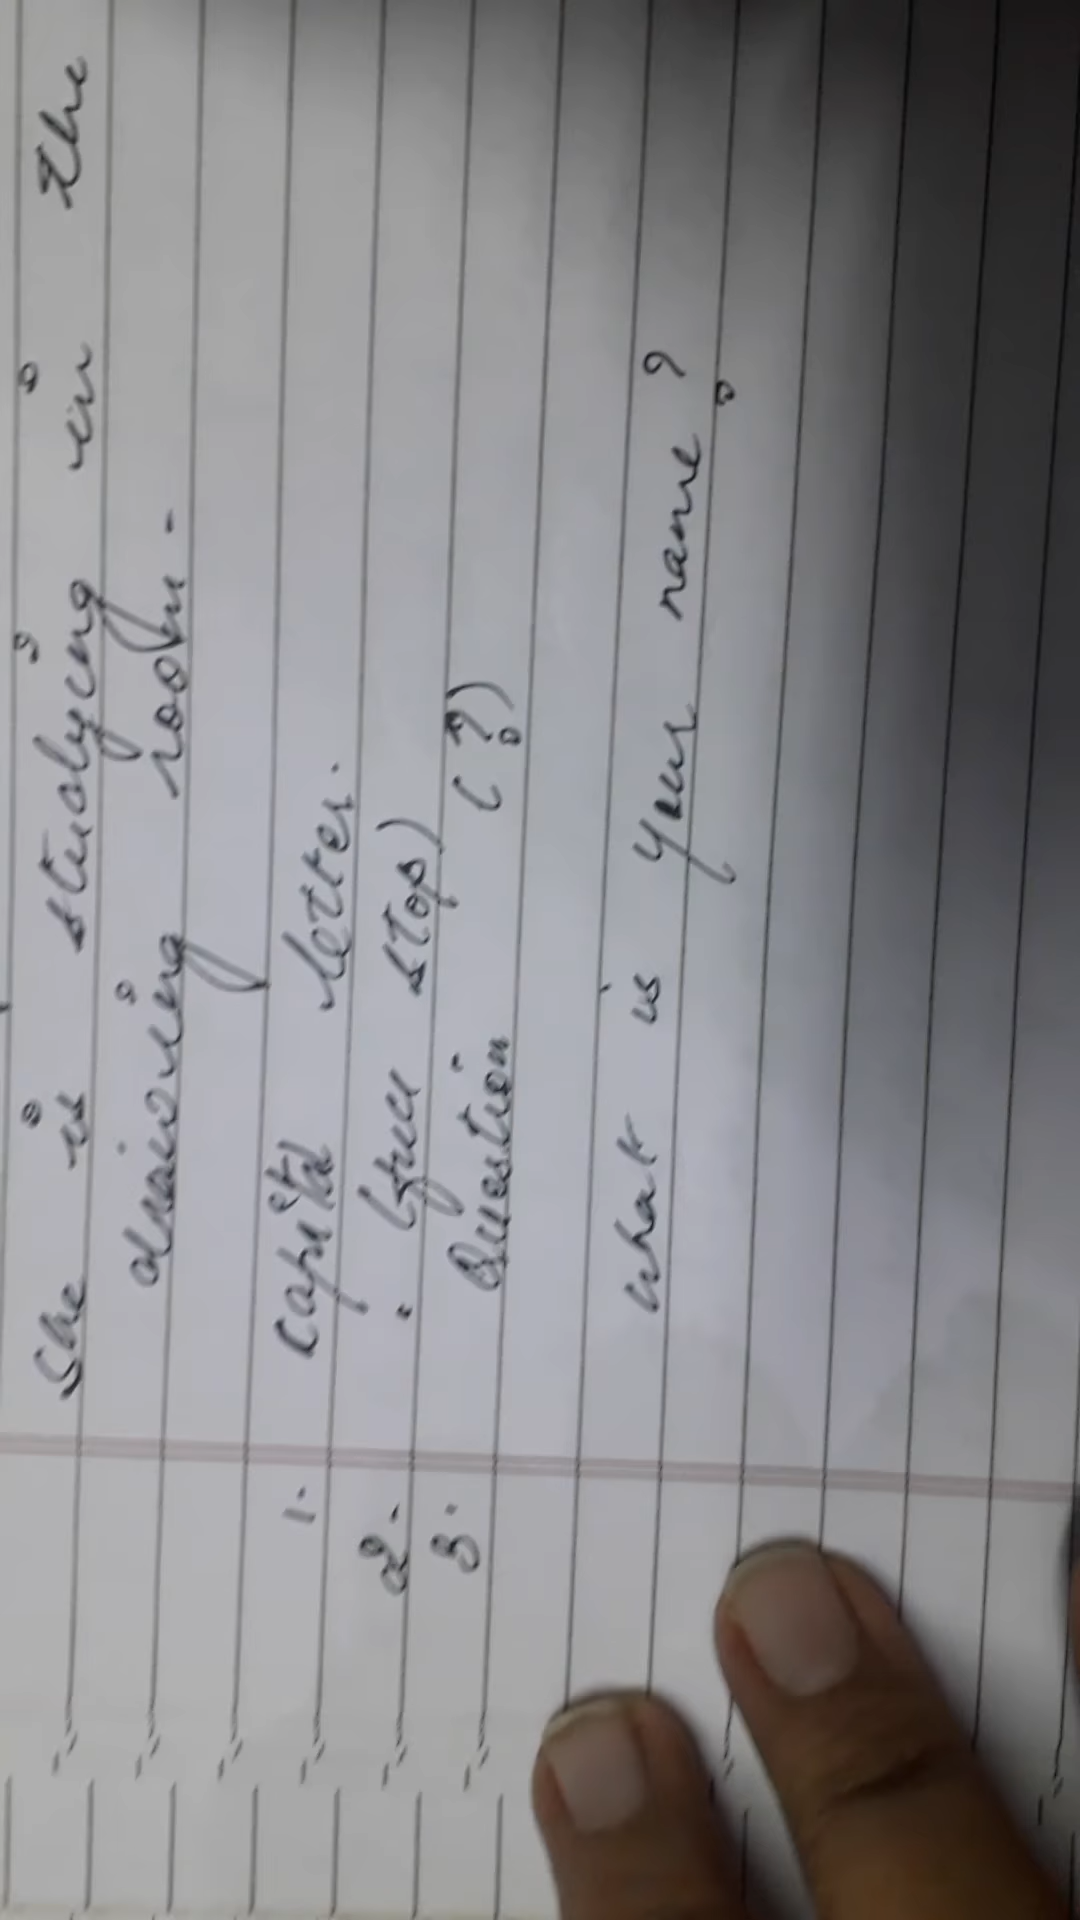 She is studying in the
drawing room.
1. Capital letter.
2. . (full stop)
3. Question (?)
what is your name?